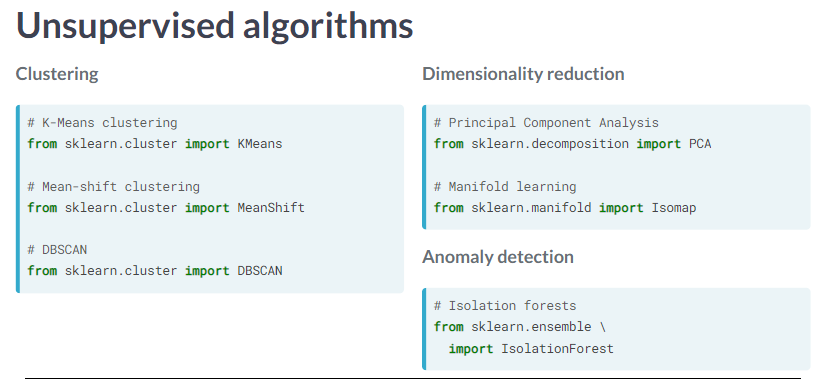 Unsupervised algorithms
Clustering
# K-Means clustering
from sklearn.cluster import KMeans
# Mean-shift clustering
from sklearn.cluster import MeanShift
# DBSCAN
from sklearn.cluster import DBSCAN
Dimensionality reduction
# Principal Component Analysis
from sklearn.decomposition import PCA
# Manifold learning
from sklearn.manifold import Isomap
Anomaly detection
# Isolation forests
from sklearn.ensemble \
import IsolationForest